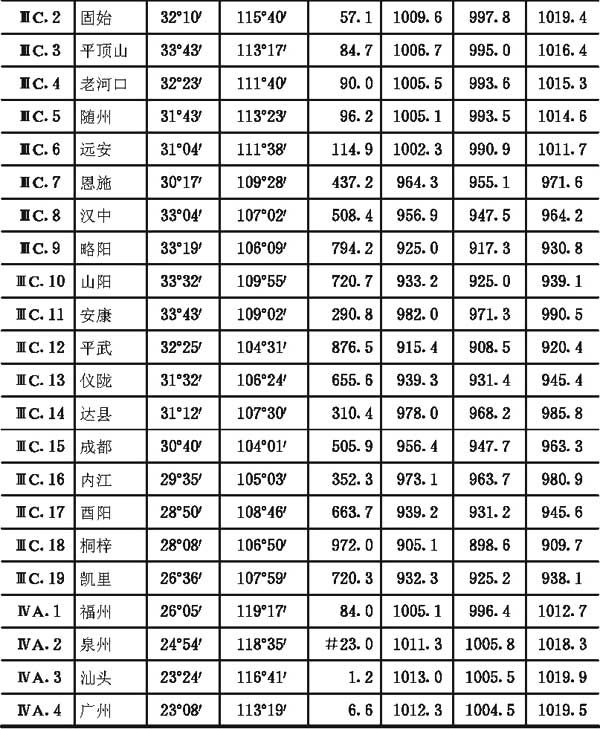 ⅢC.2 固始 32°10′ 115°40′ 57.1 1009.6 997.8 1019.4
ⅢC.3 平顶山 33°43′ 113°17′ 84.7 1006.7 995.0 1016.4
ⅢC.4 老河口 32°23′ 111°40′ 90.0 1005.5 993.6 1015.3
ⅢC.5 随州 31°43′ 113°23′ 96.2 1005.1 993.5 1014.6
ⅢC.6 远安 31°04′ 111°38′ 114.9 1002.3 990.9 1011.7
ⅢC.7 恩施 30°17′ 109°28′ 437.2 964.3 955.1 971.6
ⅢC.8 汉中 33°04′ 107°02′ 508.4 956.9 947.5 964.2
ⅢC.9 略阳 33°19′ 106°09′ 794.2 925.0 917.3 930.8
ⅢC.10 山阳 33°32′ 109°55′ 720.7 933.2 925.0 939.1
ⅢC.11 安康 33°43′ 109°02′ 290.8 982.0 971.3 990.5
ⅢC.12 平武 32°25′ 104°31′ 876.5 915.4 908.5 920.4
ⅢC.13 仪陇 31°32′ 106°24′ 655.6 939.3 931.4 945.4
ⅢC.14 达县 31°12′ 107°30′ 310.4 978.0 968.2 985.8
ⅢC.15 成都 30°40′ 104°01′ 505.9 956.4 947.7 963.3
ⅢC.16 内江 29°35′ 105°03′ 352.3 973.1 963.7 980.9
ⅢC.17 酉阳 28°50′ 108°46′ 663.7 939.2 931.2 945.6
ⅢC.18 桐梓 28°08′ 106°50′ 972.0 905.1 898.6 909.7
ⅢC.19 凯里 26°36′ 107°59′ 720.3 932.3 925.2 938.1
ⅣA.1 福州 26°05′ 119°17′ 84.0 1005.1 996.4 1012.7
ⅣA.2 泉州 24°54′ 118°35′ #23.0 1011.3 1005.8 1018.3
ⅣA.3 汕头 23°24′ 116°41′ 1.2 1013.0 1005.5 1019.9
ⅣA.4 广州 23°08′ 113°19′ 6.6 1012.3 1004.5 1019.5